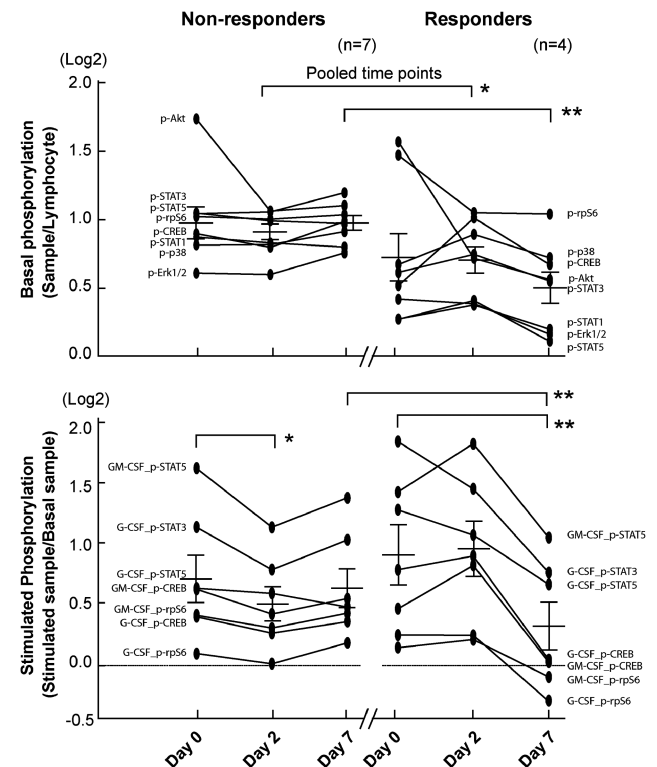 Non-responders Responders
(n=7) (n=4)
(Log2)
Pooled time points
*
**
2.0
1.5
1.0
0.5
0.0
Basal phosphorylation
(Sample/Lymphocyte)
p-Akt
p-STAT3
p-STAT5
p-rpS6
p-CREB
p-STAT1
p-p38
p-Erk1/2
p-rpS6
p-p38
p-CREB
p-Akt
p-STAT3
p-STAT1
p-Erk1/2
p-STAT5
(Log2)
**
**
*
2.0
1.5
1.0
0.5
0.0
-0.5
Stimulated Phosphorylation
(Stimulated sample/Basal sample)
GM-CSF_p-STAT5
G-CSF_p-STAT3
G-CSF_p-STAT5
GM-CSF_p-CREB
GM-CSF_p-rpS6
G-CSF_p-CREB
G-CSF_p-rpS6
GM-CSF_p-STAT5
G-CSF_p-STAT3
G-CSF_p-STAT5
G-CSF_p-CREB
GM-CSF_p-CREB
GM-CSF_p-rpS6
G-CSF_p-rpS6
Day 0 Day 2 Day 7 Day 0 Day 2 Day 7